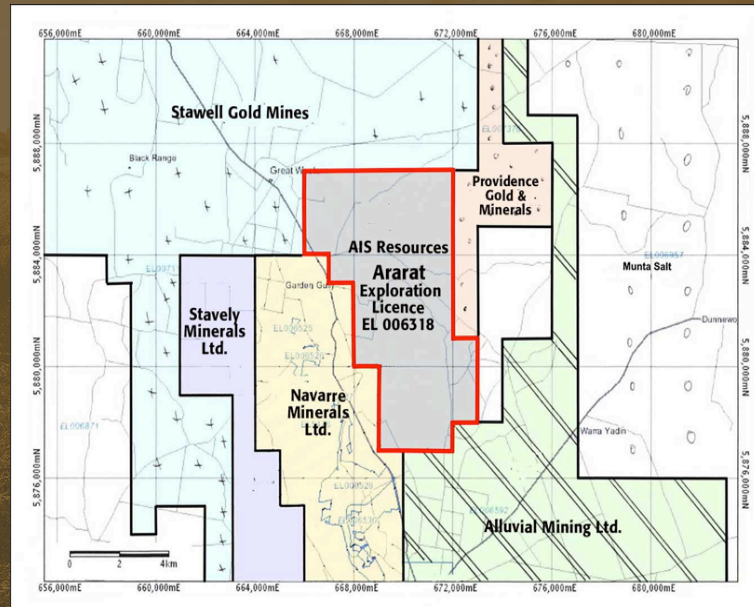 656,000mE
660,000mE
664,000mE
668,000mE
672,000mE
676,000mE
680,000mE
Stawell Gold Mines
5,888,000mN
5,888,000mN
Black Range
Providence
Gold &
Minerals
AIS Resources
Ararat
Exploration
Licence
EL 006318
5,884,000mN
5,884,000mN
EL006957
Munta Salt
Garden Gully
Stavely
Minerals
Ltd.
EL006525
Dunnewo
5,880,000mN
5,880,000mN
Navarre
Minerals
Ltd.
EL006871
Warra Yadin
5,876,000mN
5,876,000mN
Alluvial Mining Ltd.
0 2 4km
656,000mE
660,000mE
664,000mE
668,000mE
672,000mE
676,000mE
680,000mE